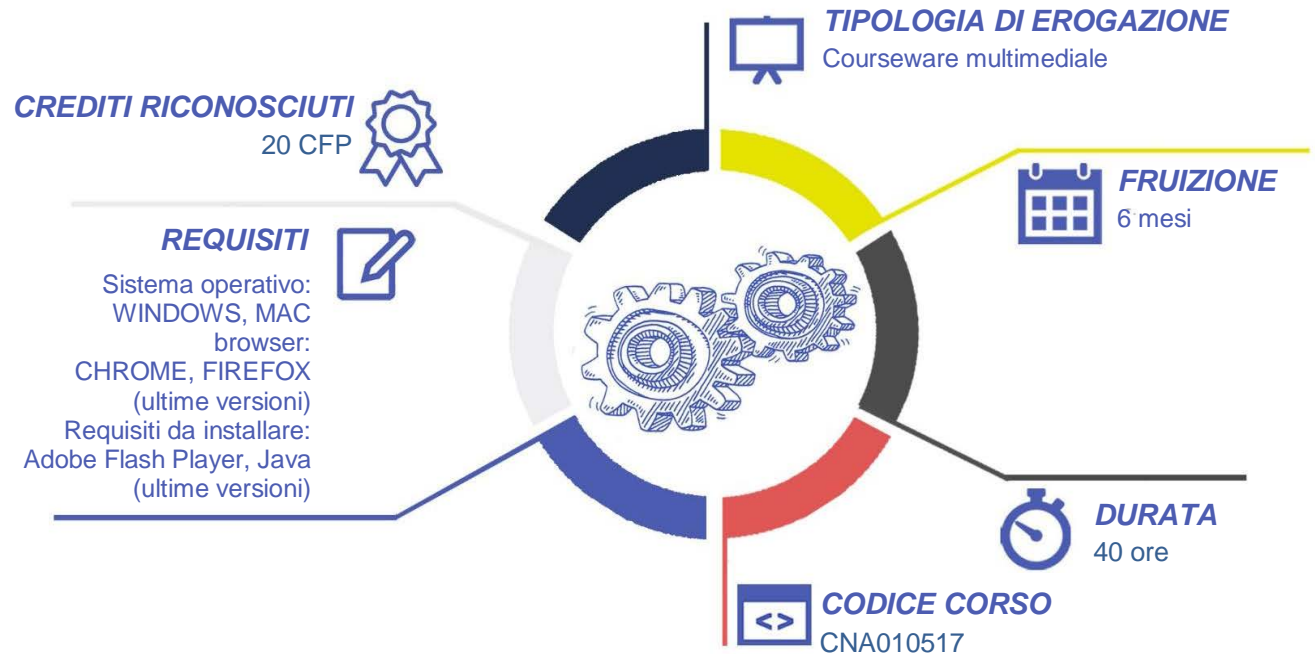 TIPOLOGIA DI EROGAZIONE
Courseware multimediale
CREDITI RICONOSCIUTI
20 CFP
FRUIZIONE
6 mesi
REQUISITI
Sistema operativo:
WINDOWS, MAC
browser:
CHROME, FIREFOX
(ultime versioni)
Requisiti da installare:
Adobe Flash Player, Java
(ultime versioni)
DURATA
40 ore
<>
CODICE CORSO
CNA010517